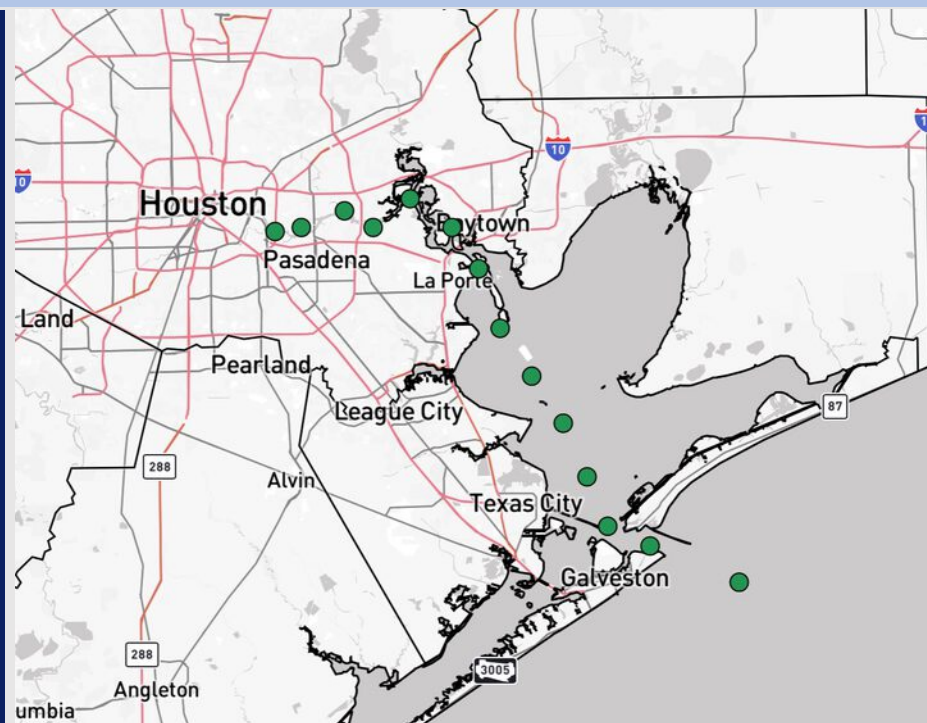 10
10
10
Houston
Baytown
Pasadena
La Porte
Land
Pearland
87
League City
288
Alvin
Texas City
Galveston
288
3005
Angleton
umbia